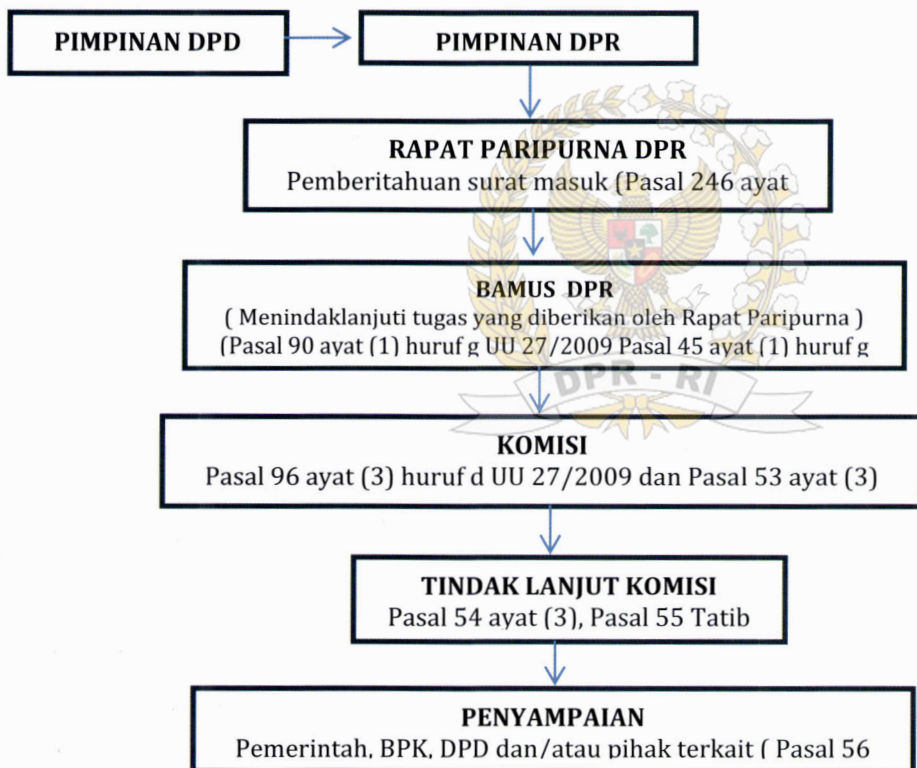 PIMPINAN DPD
PIMPINAN DPR
RAPAT PARIPURNA DPR
Pemberitahuan surat masuk (Pasal 246 ayat
BAMUS DPR
( Menindaklanjuti tugas yang diberikan oleh Rapat Paripurna )
(Pasal 90 ayat (1) huruf g UU 27/2009 Pasal 45 ayat (1) huruf g
DPR - RI
KOMISI
Pasal 96 ayat (3) huruf d UU 27/2009 dan Pasal 53 ayat (3)
TINDAK LANJUT KOMISI
Pasal 54 ayat (3), Pasal 55 Tatib
PENYAMPAIAN
Pemerintah, BPK, DPD dan/atau pihak terkait ( Pasal 56